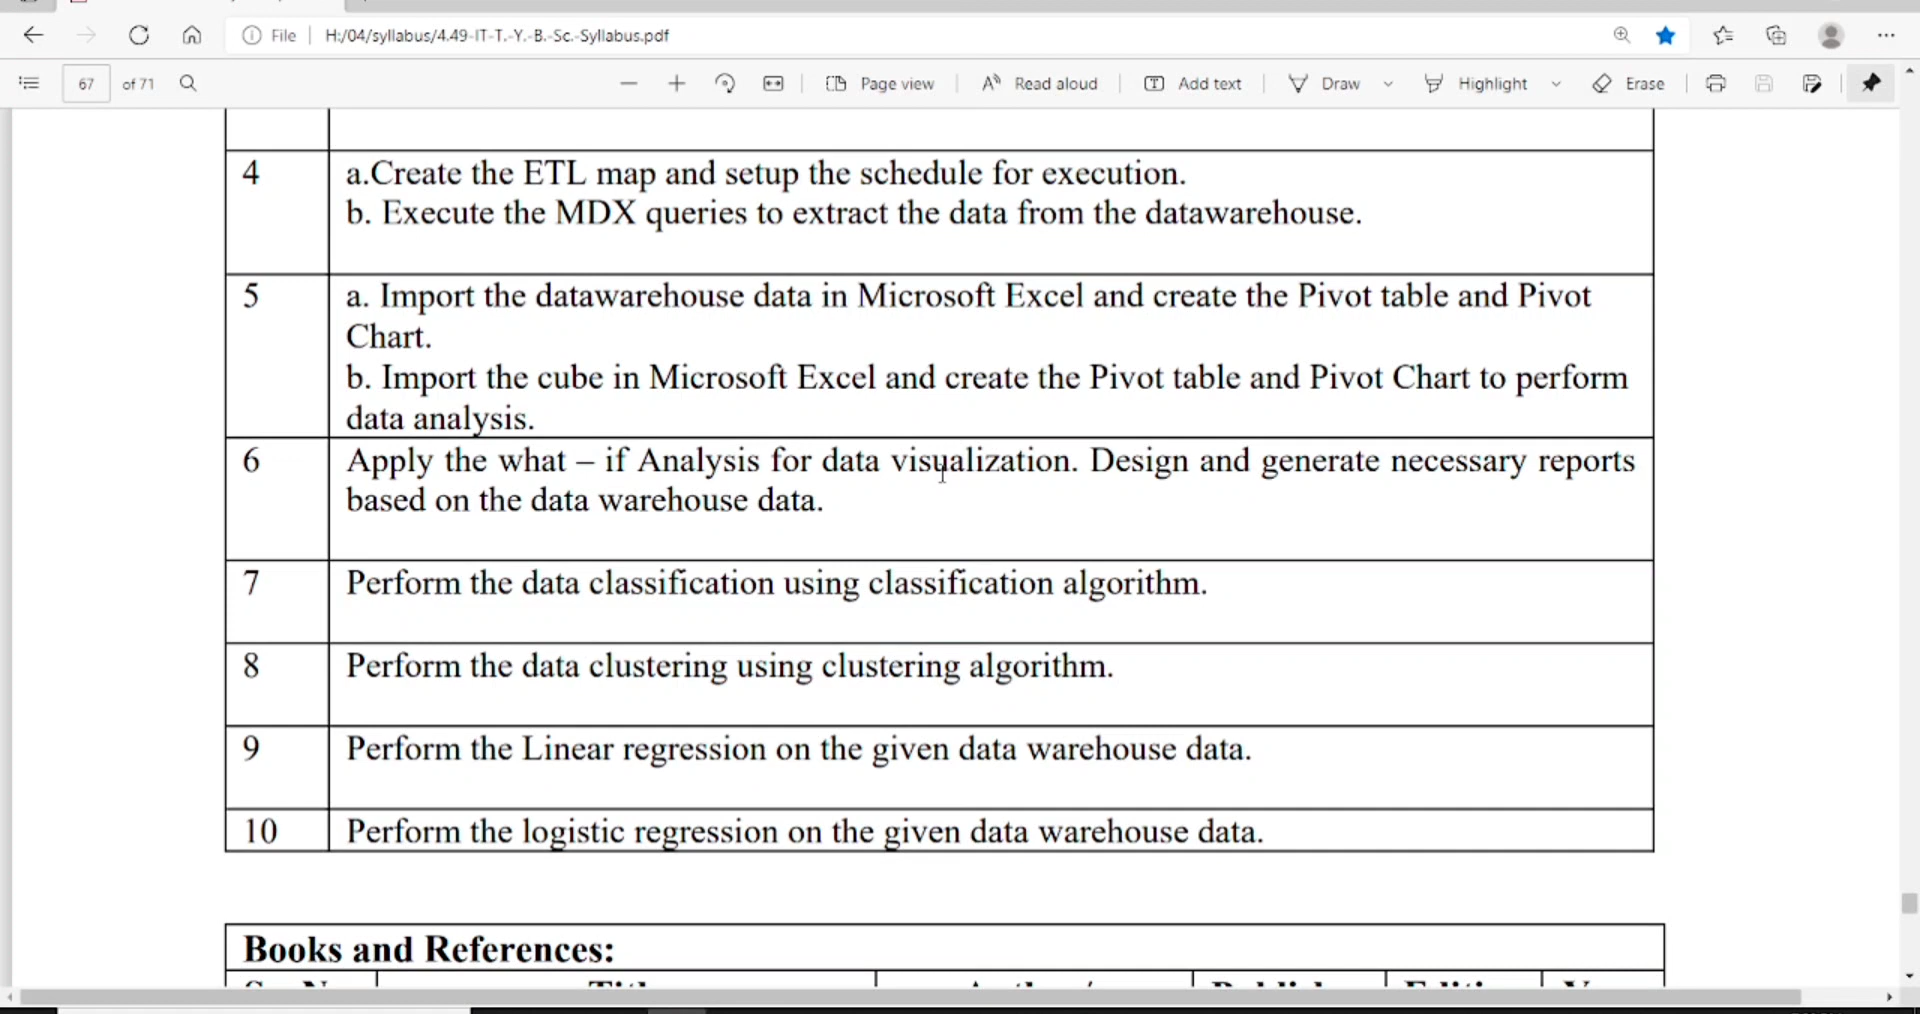 File
H:/04/syllabus/4.49-IT-T.-Y.-B.-Sc.-Syllabus.pdf
67 of 71
Page view
Read aloud
Add text
Draw
Highlight
Erase
4
a.Create the ETL map and setup the schedule for execution.
b. Execute the MDX queries to extract the data from the datawarehouse.
5
a. Import the datawarehouse data in Microsoft Excel and create the Pivot table and Pivot
Chart.
b. Import the cube in Microsoft Excel and create the Pivot table and Pivot Chart to perform
data analysis.
6
Apply the what – if Analysis for data visualization. Design and generate necessary reports
based on the data warehouse data.
7
Perform the data classification using classification algorithm.
8
Perform the data clustering using clustering algorithm.
9
Perform the Linear regression on the given data warehouse data.
10
Perform the logistic regression on the given data warehouse data.
Books and References: